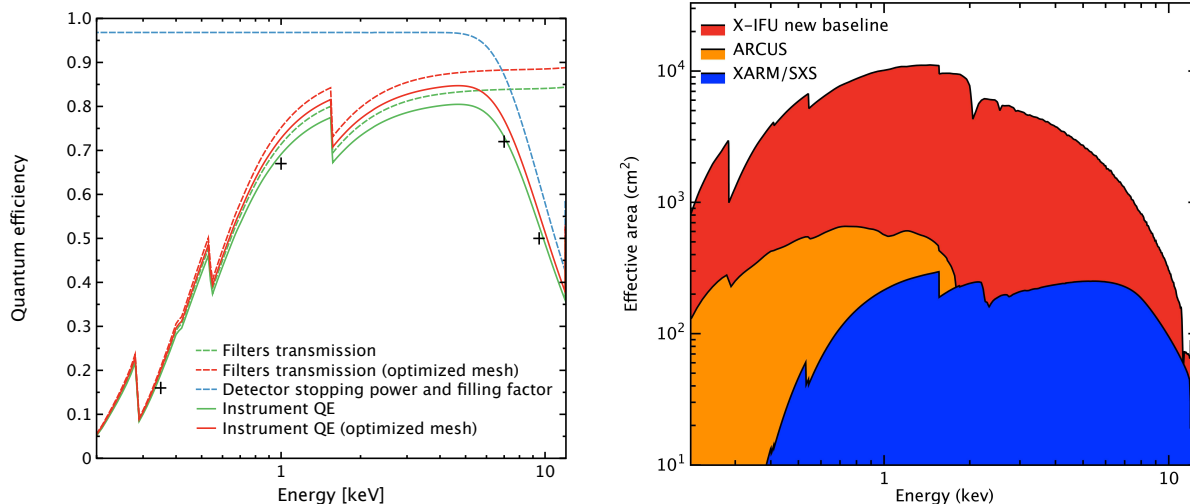 1
0.9
0.8
0.7
0.6
0.5
0.4
0.3
0.2
0.1
0
Quantum efficiency
Filters transmission
Filters transmission (optimized mesh)
Detector stopping power and filling factor
Instrument QE
Instrument QE (optimized mesh)
1
10
Energy [keV]
X-IFU new baseline
ARCUS
XARM/SXS
10⁴
10³
10²
10¹
Effective area (cm²)
1
10
Energy (kev)